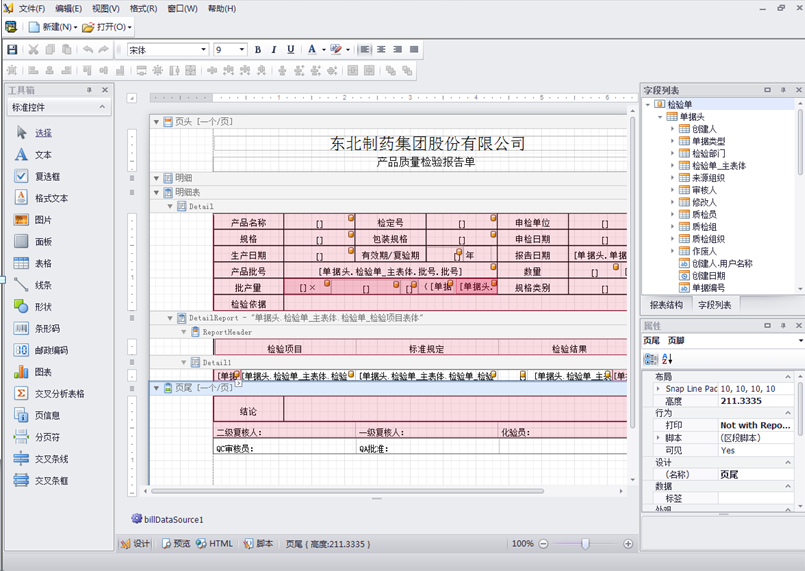 文件(F) 编辑(E) 视图(V) 格式(R) 窗口(W) 帮助(H)
新建(N) 打开(O)
宋体 9 B I U A
工具箱
标准控件
选择
文本
复选框
格式文本
图片
面板
表格
线条
形状
条形码
邮政编码
图表
交叉分析表格
页信息
分页符
交叉条线
交叉条框
页头 [一个/页]
东北制药集团股份有限公司
产品质量检验报告单
明细
明细表
Detail
产品名称 [] 检定号 [] 申检单位 []
规格 [] 包装规格 [] 申检日期 []
生产日期 [] 有效期/复验期 [] 年 报告日期 [单据头.单据
产品批号 [单据头.检验单_主表体.批号.批号] 数量 []
批产量 []× [] [] ([单据 [单据头. 规格类别 []
检验依据
DetailReport - "单据头.检验单_主表体.检验单_检验项目表体"
ReportHeader
检验项目 标准规定 检验结果
Detail1
[单据 [单据头.检验单_主表体.检验 [单据头.检验单_主表体.检验单_检验 [] [单据头.检验单_主表
页尾 [一个/页]
结论
二级复核人: 一级复核人: 化验员:
QC审核员: QA批准:
billDataSource1
设计 预览 HTML 脚本 页尾 { 高度:211.3335 } 100%
字段列表
检验单
单据头
创建人
单据类型
检验部门
检验单_主表体
来源组织
审核人
修改人
质检员
质检组
质检组织
作废人
创建人.用户名称
创建日期
单据编号
报表结构 字段列表
属性
页尾 页脚
布局
Snap Line Pad 10, 10, 10, 10
高度 211.3335
行为
打印 Not with Repo...
脚本 (区段脚本)
可见 Yes
设计
(名称) 页尾
数据
标签